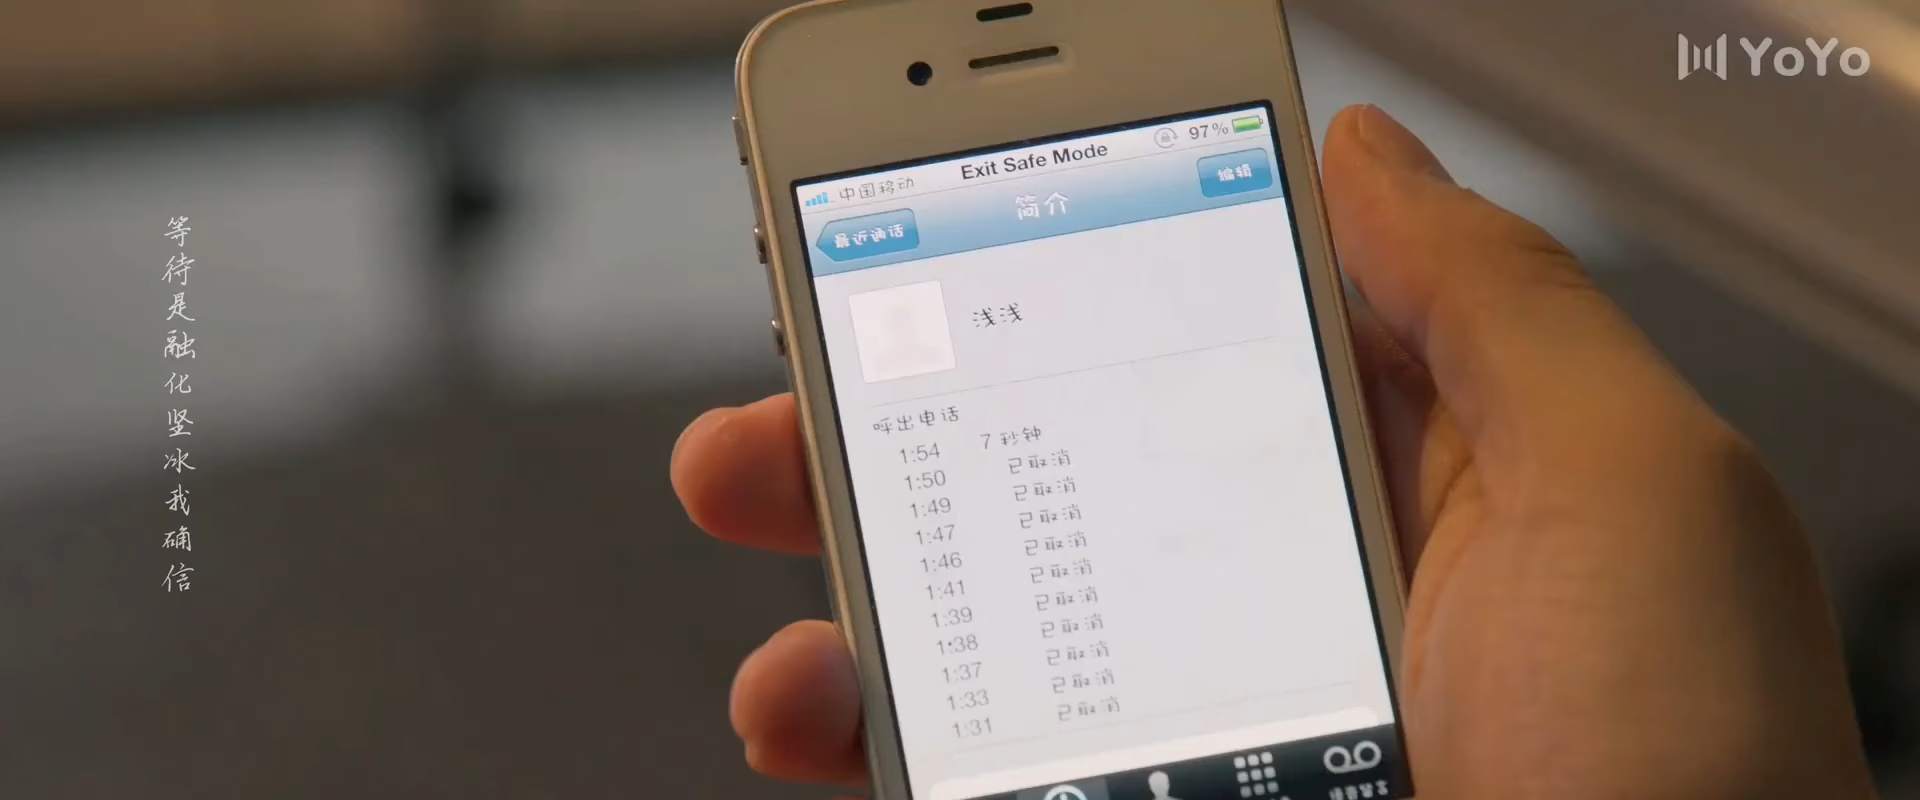 YoYo
等待是融化坚冰我确信
中国移动
Exit Safe Mode
97%
最近通话
简介
编辑
浅浅
呼出电话
1:54 7 秒钟
1:50 已取消
1:49 已取消
1:47 已取消
1:46 已取消
1:41 已取消
1:39 已取消
1:38 已取消
1:37 已取消
1:33 已取消
1:31 已取消